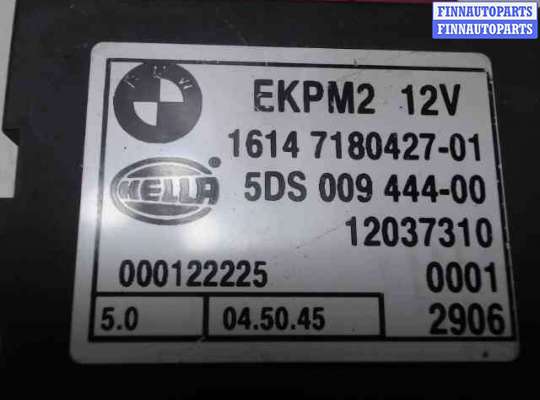 FINNAUTOPARTS
FINNAUTOPARTS
BMW
EKPM2 12V
1614 7180427-01
HELLA
5DS 009 444-00
12037310
000122225 0001
5.0 04.50.45 2906